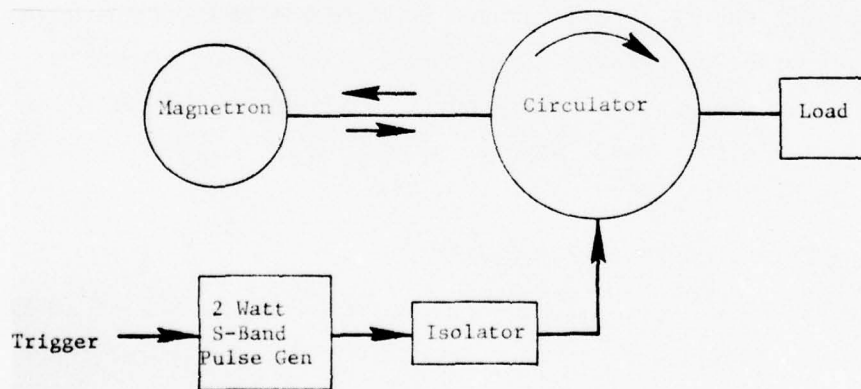 Magnetron
Circulator
Load
Trigger
2 Watt
S-Band
Pulse Gen
Isolator